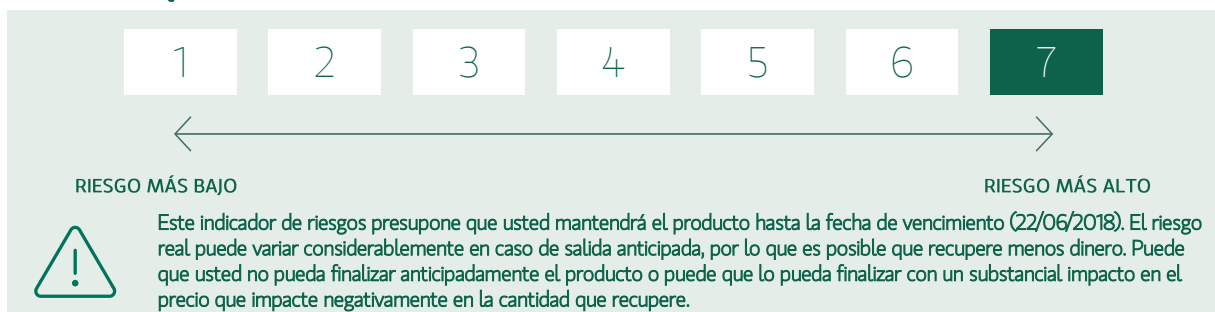 1 2 3 4 5 6 7
RIESGO MÁS BAJO RIESGO MÁS ALTO
Este indicador de riesgos presupone que usted mantendrá el producto hasta la fecha de vencimiento (22/06/2018). El riesgo
real puede variar considerablemente en caso de salida anticipada, por lo que es posible que recupere menos dinero. Puede
que usted no pueda finalizar anticipadamente el producto o puede que lo pueda finalizar con un substancial impacto en el
precio que impacte negativamente en la cantidad que recupere.